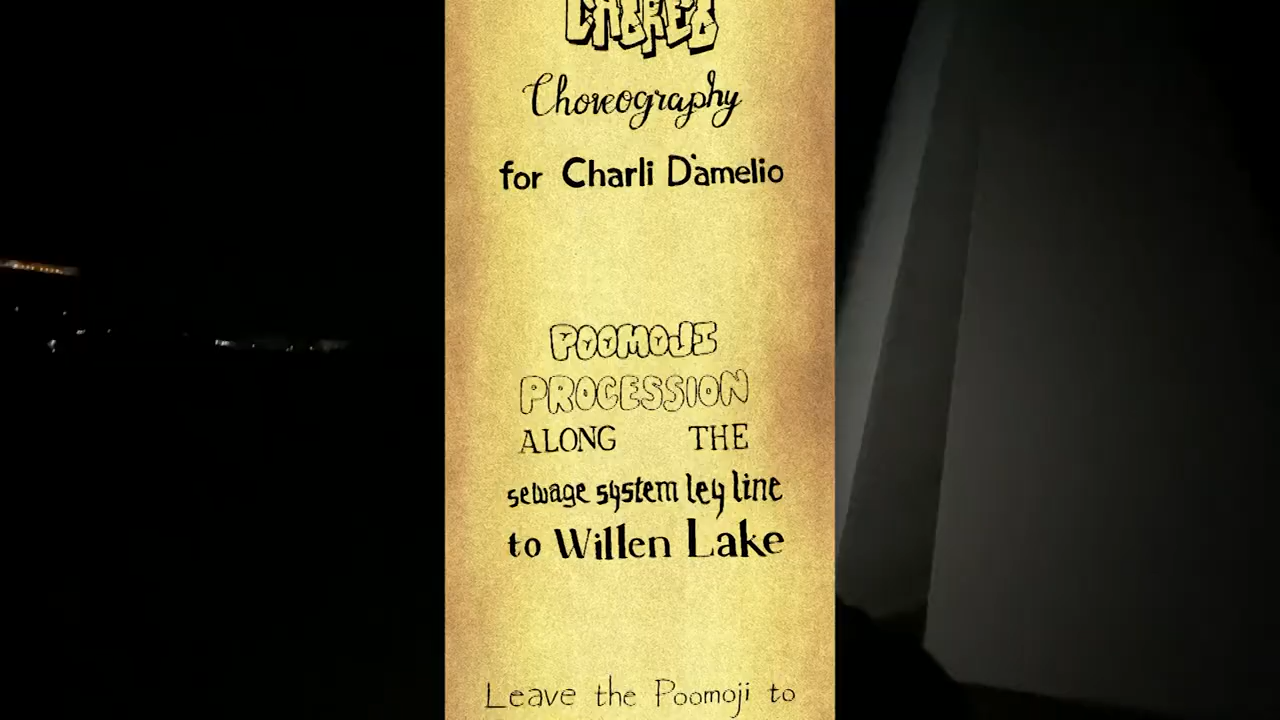 Choreography
for Charli D'amelio
POOMOJI
PROCESSION
ALONG THE
sewage system ley line
to Willen Lake
Leave the Poomoji to